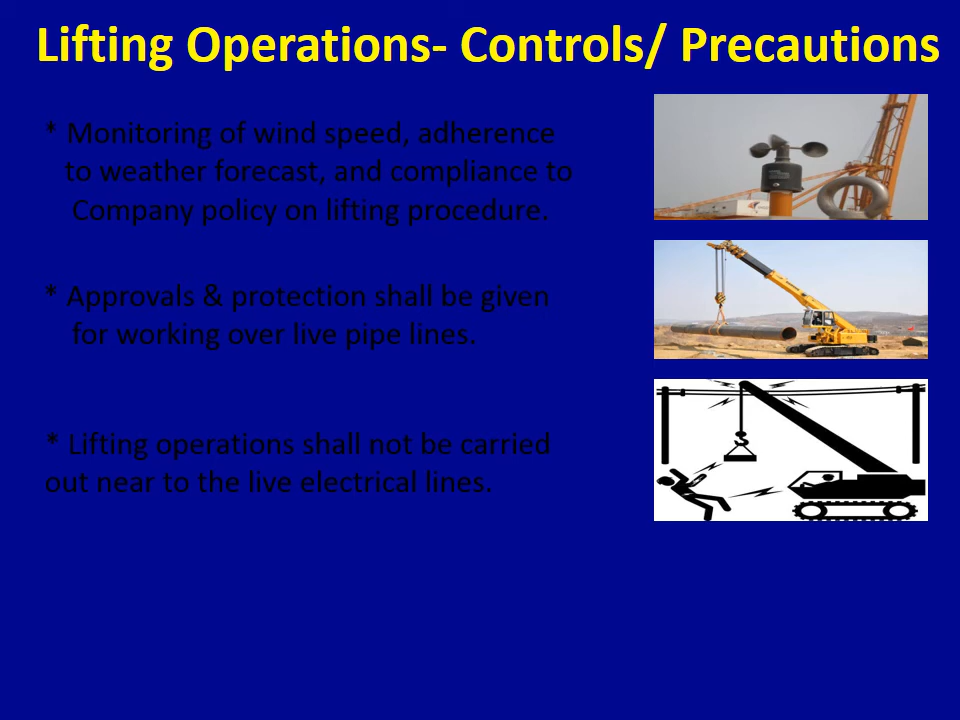 Lifting Operations- Controls/ Precautions
* Monitoring of wind speed, adherence
to weather forecast, and compliance to
Company policy on lifting procedure.
* Approvals & protection shall be given
for working over live pipe lines.
* Lifting operations shall not be carried
out near to the live electrical lines.